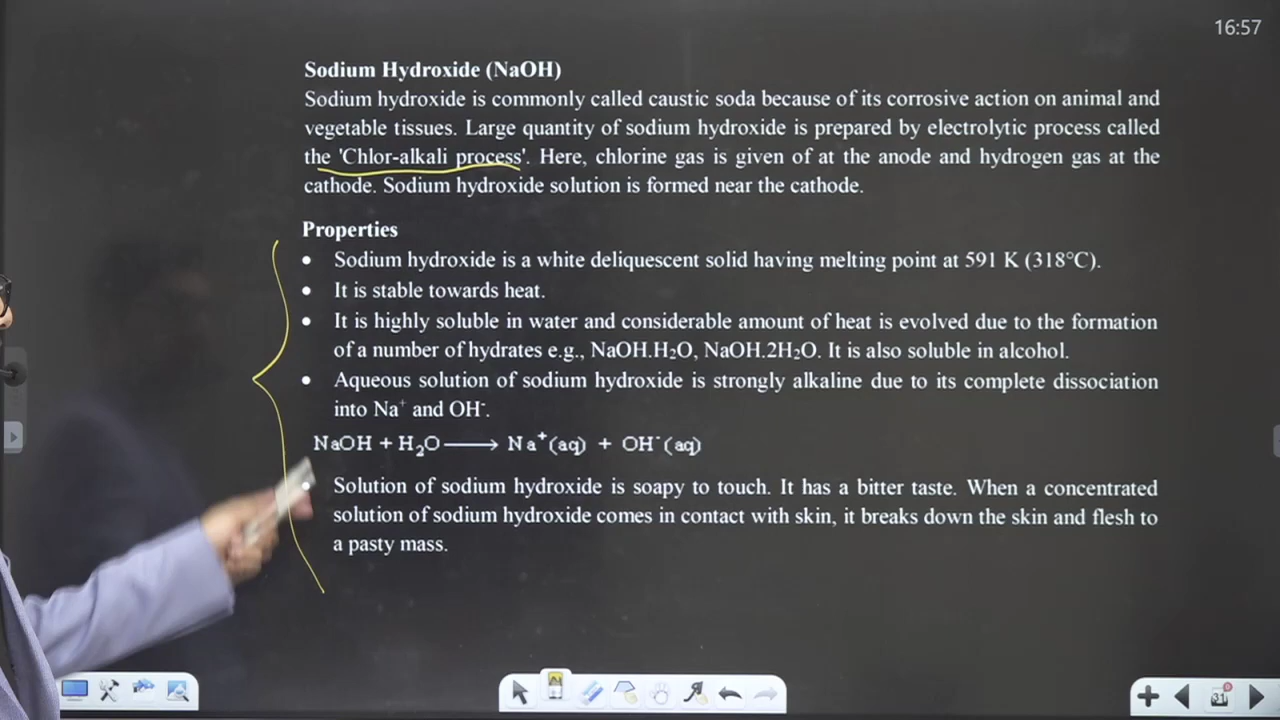 16:57
Sodium Hydroxide (NaOH)
Sodium hydroxide is commonly called caustic soda because of its corrosive action on animal and
vegetable tissues. Large quantity of sodium hydroxide is prepared by electrolytic process called
the 'Chlor-alkali process'. Here, chlorine gas is given of at the anode and hydrogen gas at the
cathode. Sodium hydroxide solution is formed near the cathode.
Properties
• Sodium hydroxide is a white deliquescent solid having melting point at 591 K (318°C).
• It is stable towards heat.
• It is highly soluble in water and considerable amount of heat is evolved due to the formation
of a number of hydrates e.g., NaOH.H₂O, NaOH.2H₂O. It is also soluble in alcohol.
• Aqueous solution of sodium hydroxide is strongly alkaline due to its complete dissociation
into Na⁺ and OH⁻.
NaOH + H₂O ⟶ Na⁺(aq) + OH⁻(aq)
• Solution of sodium hydroxide is soapy to touch. It has a bitter taste. When a concentrated
solution of sodium hydroxide comes in contact with skin, it breaks down the skin and flesh to
a pasty mass.
31